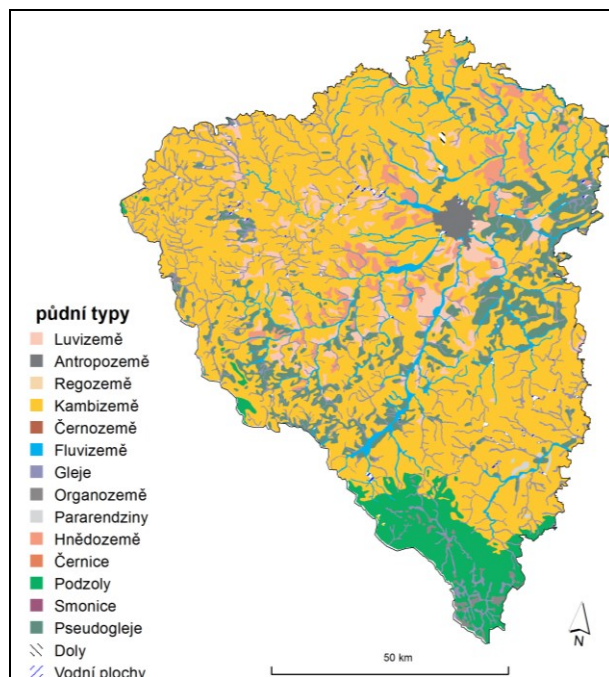 půdní typy
Luvizemě
Antropozemě
Regozemě
Kambizemě
Černozemě
Fluvizemě
Gleje
Organozemě
Pararendziny
Hnědozemě
Černice
Podzoly
Smonice
Pseudogleje
Doly
Vodní plochy
50 km
N